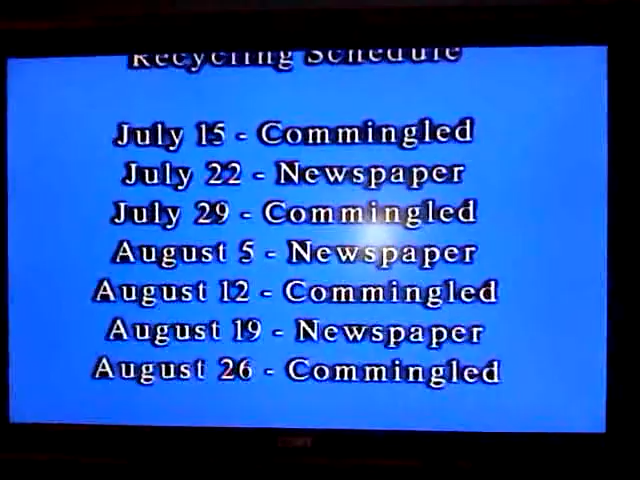 Recycling Schedule
July 15 - Commingled
July 22 - Newspaper
July 29 - Commingled
August 5 - Newspaper
August 12 - Commingled
August 19 - Newspaper
August 26 - Commingled